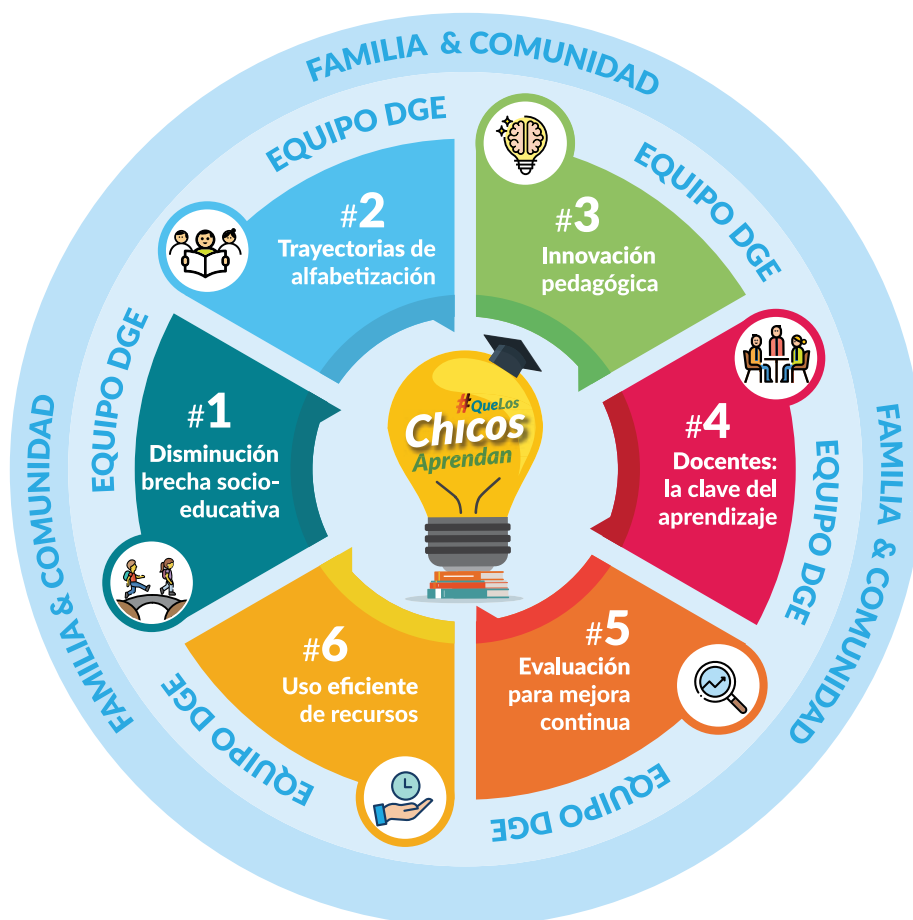 FAMILIA & COMUNIDAD
EQUIPO DGE
EQUIPO DGE
#2
Trayectorias de
alfabetización
#3
Innovación
pedagógica
EQUIPO DGE
FAMILIA & COMUNIDAD
#1
Disminución
brecha socio-
educativa
#QueLos
Chicos
Aprendan
#4
Docentes:
la clave del
aprendizaje
EQUIPO DGE
FAMILIA & COMUNIDAD
#6
Uso eficiente
de recursos
#5
Evaluación
para mejora
continua
EQUIPO DGE
EQUIPO DGE